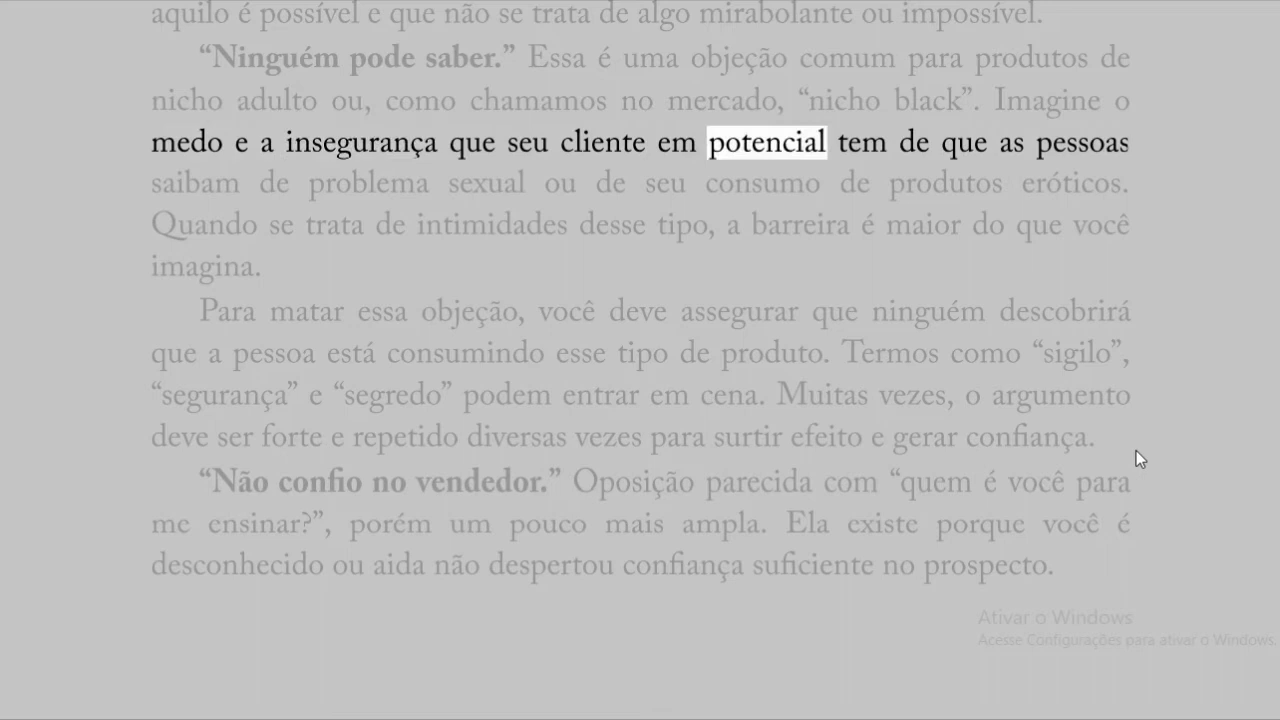 aquilo é possível e que não se trata de algo mirabolante ou impossível.
“Ninguém pode saber.” Essa é uma objeção comum para produtos de
nicho adulto ou, como chamamos no mercado, “nicho black”. Imagine o
medo e a insegurança que seu cliente em potencial tem de que as pessoas
saibam de problema sexual ou de seu consumo de produtos eróticos.
Quando se trata de intimidades desse tipo, a barreira é maior do que você
imagina.
Para matar essa objeção, você deve assegurar que ninguém descobrirá
que a pessoa está consumindo esse tipo de produto. Termos como “sigilo”,
“segurança” e “segredo” podem entrar em cena. Muitas vezes, o argumento
deve ser forte e repetido diversas vezes para surtir efeito e gerar confiança.
“Não confio no vendedor.” Oposição parecida com “quem é você para
me ensinar?”, porém um pouco mais ampla. Ela existe porque você é
desconhecido ou aida não despertou confiança suficiente no prospecto.
Ativar o Windows
Acesse Configurações para ativar o Windows.